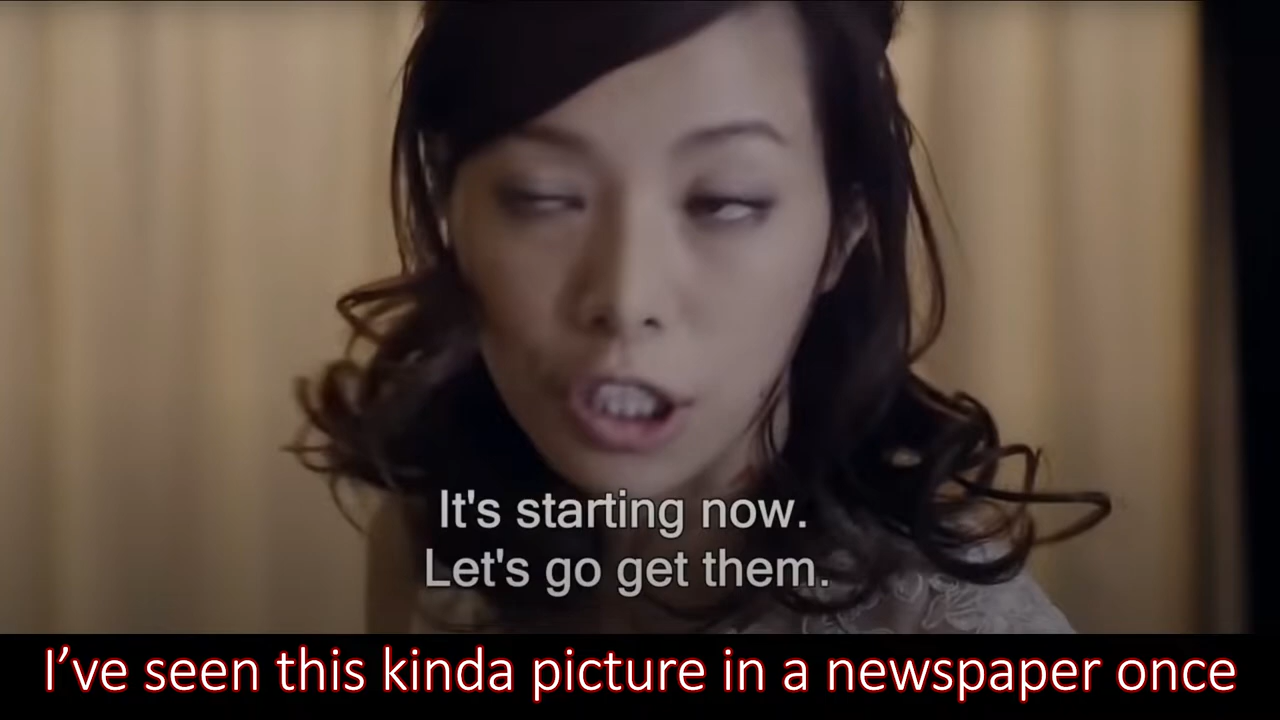 It's starting now.
Let's go get them.
I’ve seen this kinda picture in a newspaper once